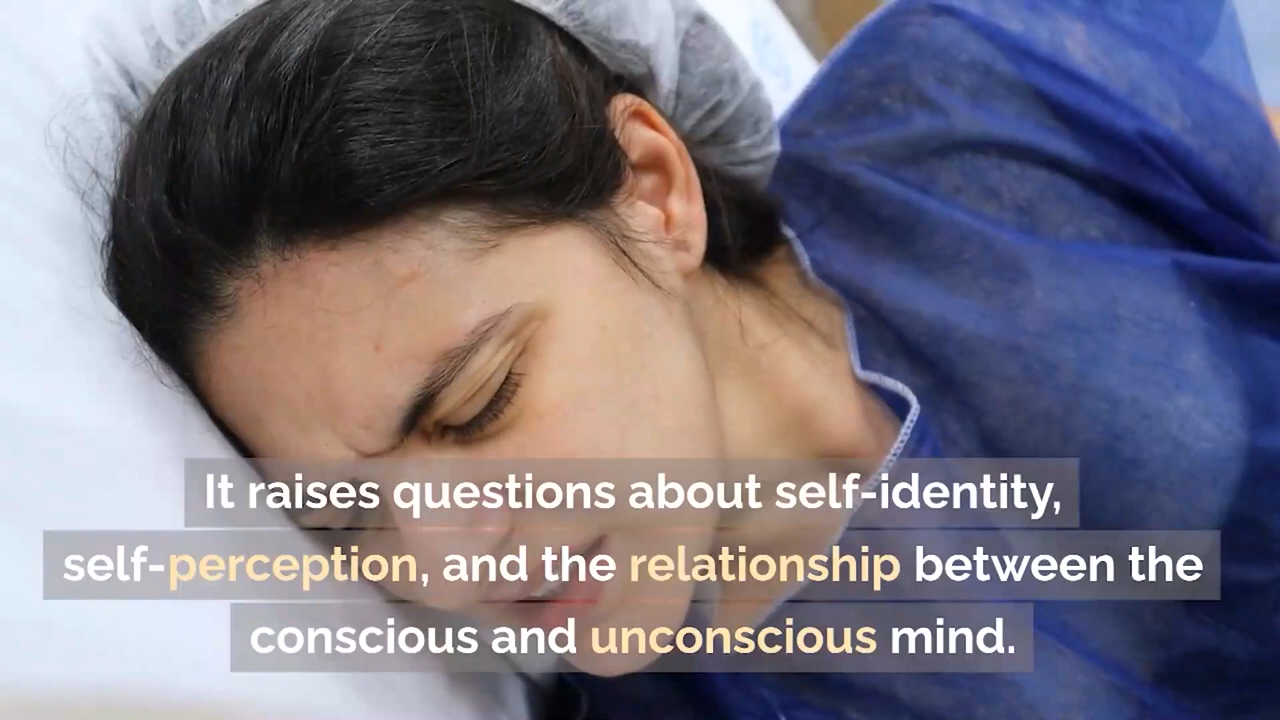 It raises questions about self-identity,
self-perception, and the relationship between the
conscious and unconscious mind.